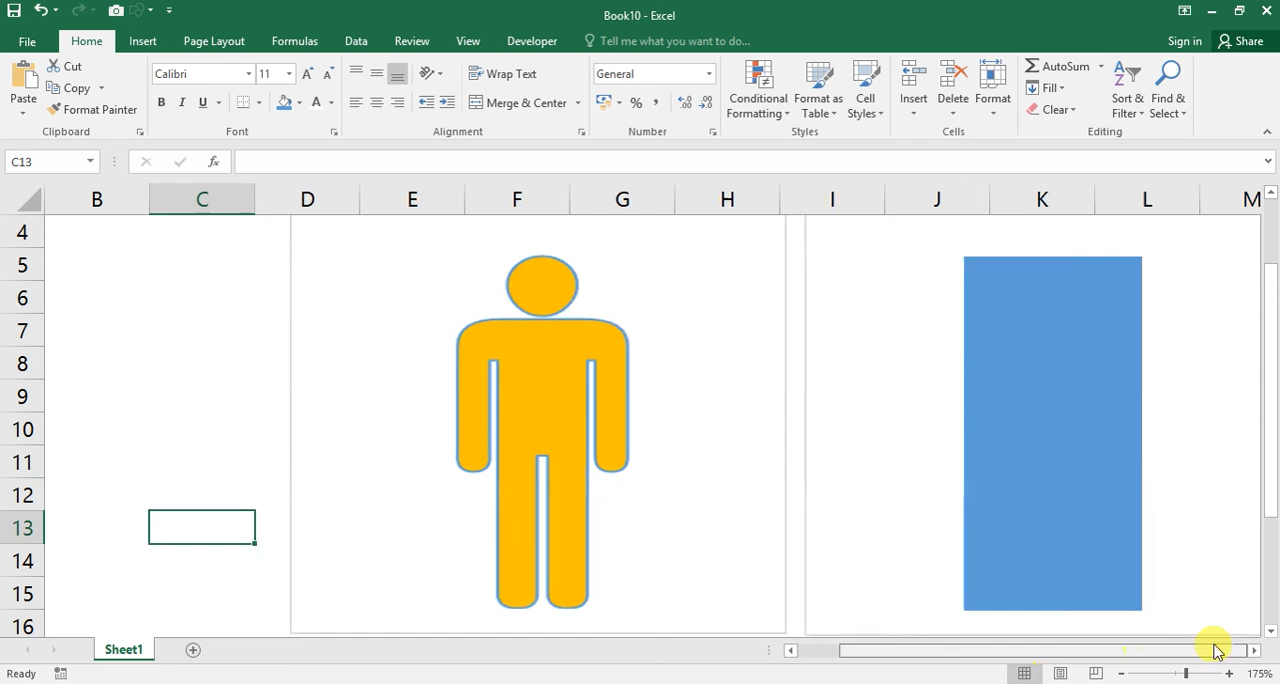 Book10 - Excel
File Home Insert Page Layout Formulas Data Review View Developer Tell me what you want to do... Sign in Share
Paste
Cut
Copy
Format Painter
Clipboard
Calibri 11
B I U
Font
Wrap Text
Merge & Center
Alignment
General
Number
Conditional Formatting
Format as Table
Cell Styles
Styles
Insert Delete Format
Cells
AutoSum
Fill
Clear
Sort & Filter
Find & Select
Editing
C13 fx
B C D E F G H I J K L M
4
5
6
7
8
9
10
11
12
13
14
15
16
Sheet1
Ready 175%